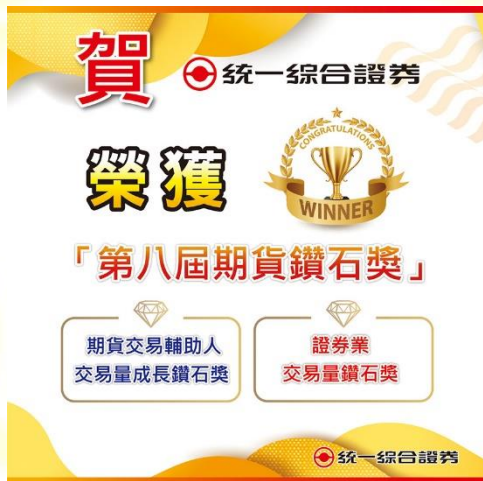 賀
統一綜合證券
榮獲
CONGRATULATIONS
WINNER
「第八屆期貨鑽石獎」
期貨交易輔助人
交易量成長鑽石獎
證券業
交易量鑽石獎
統一綜合證券